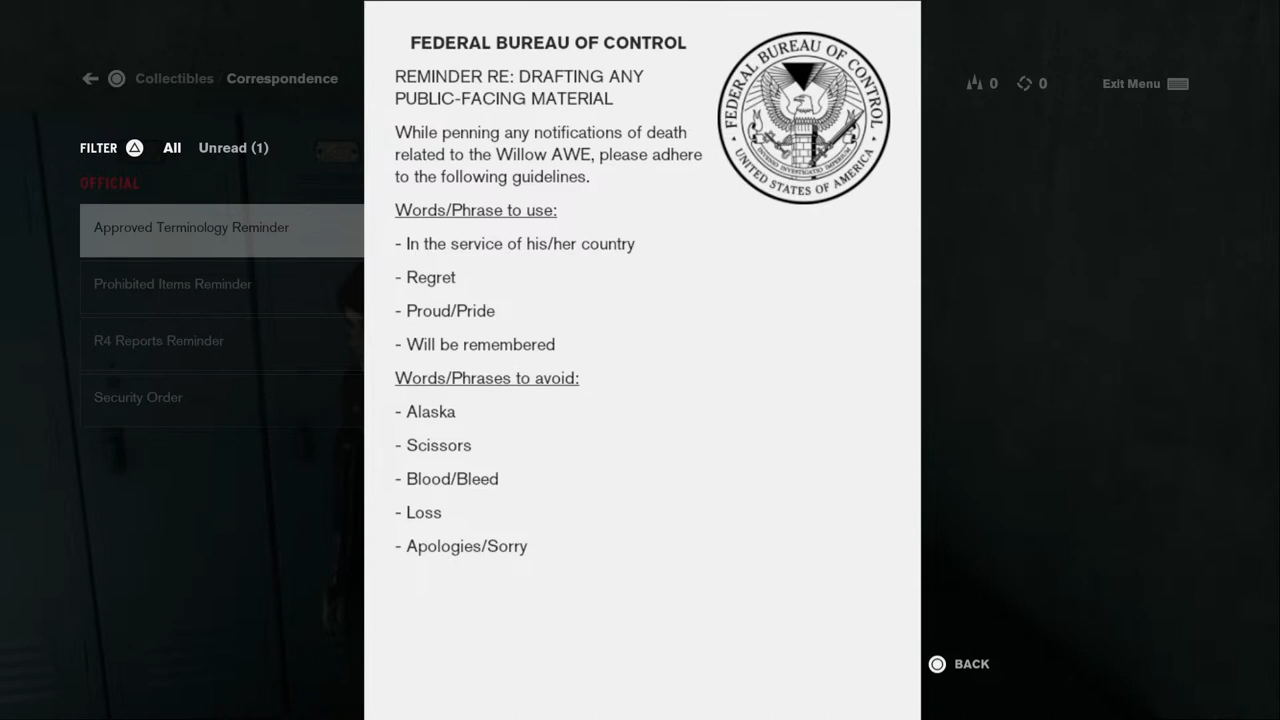 FEDERAL BUREAU OF CONTROL
REMINDER RE: DRAFTING ANY
PUBLIC-FACING MATERIAL
While penning any notifications of death
related to the Willow AWE, please adhere
to the following guidelines.
Words/Phrase to use:
- In the service of his/her country
- Regret
- Proud/Pride
- Will be remembered
Words/Phrases to avoid:
- Alaska
- Scissors
- Blood/Bleed
- Loss
- Apologies/Sorry
FEDERAL BUREAU OF CONTROL
UNITED STATES OF AMERICA
Collectibles / Correspondence
FILTER All Unread (1)
OFFICIAL
Approved Terminology Reminder
Prohibited Items Reminder
R4 Reports Reminder
Security Order
0 0 Exit Menu
BACK